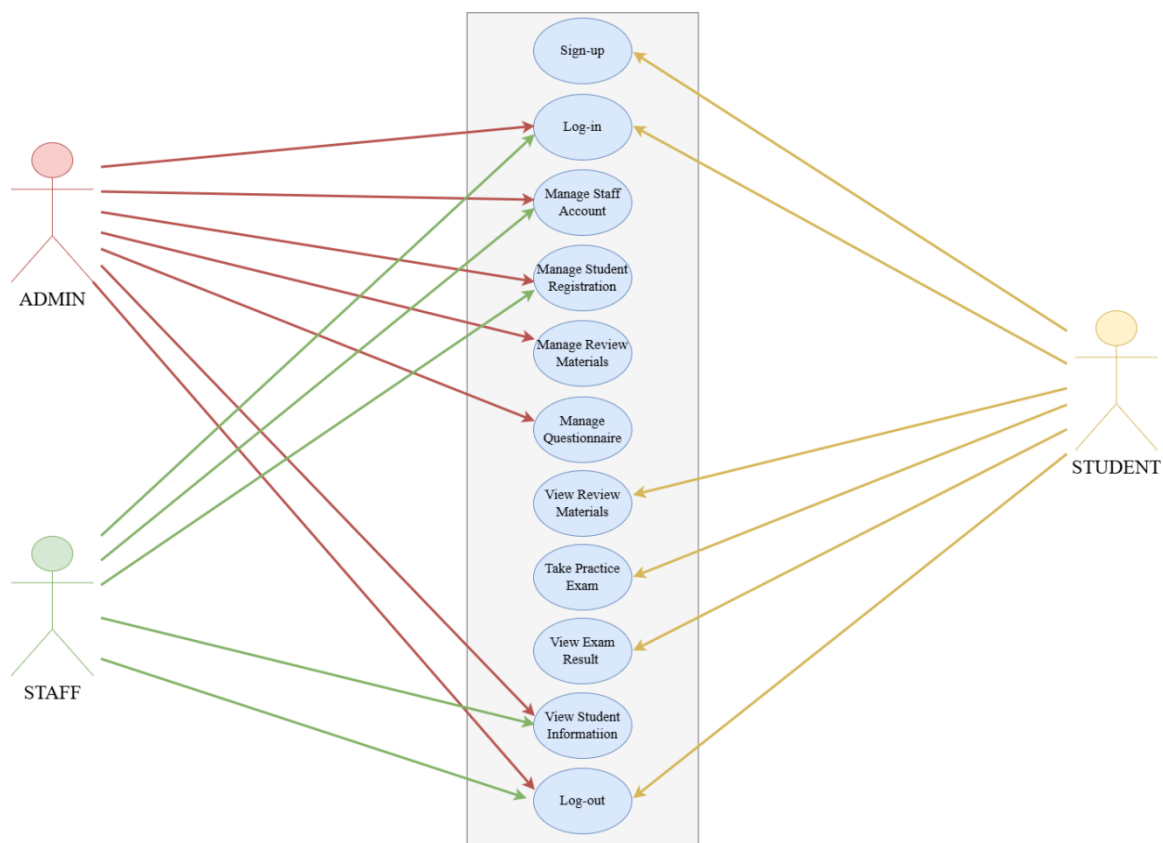 Sign-up
Log-in
Manage Staff
Account
ADMIN
Manage Student
Registration
Manage Review
Materials
Manage
Questionnaire
STUDENT
View Review
Materials
Take Practice
Exam
View Exam
Result
STAFF
View Student
Informatiion
Log-out